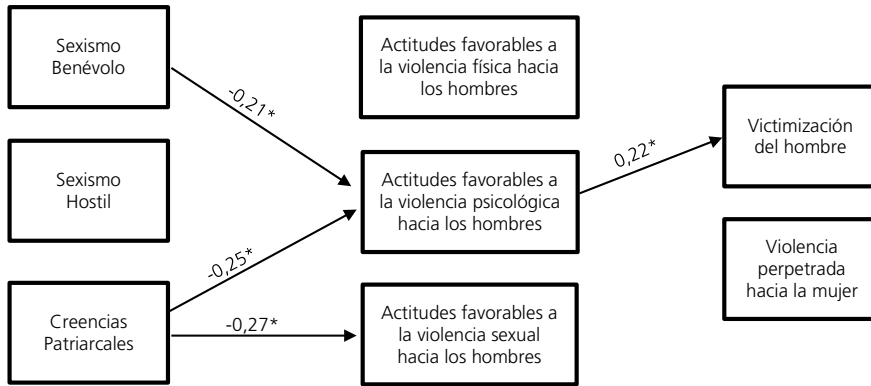 Sexismo
Benévolo
Sexismo
Hostil
Creencias
Patriarcales
-0,21*
-0,25*
-0,27*
Actitudes favorables a
la violencia física hacia
los hombres
Actitudes favorables a
la violencia psicológica
hacia los hombres
Actitudes favorables a
la violencia sexual
hacia los hombres
0,22*
Victimización
del hombre
Violencia
perpetrada
hacia la mujer